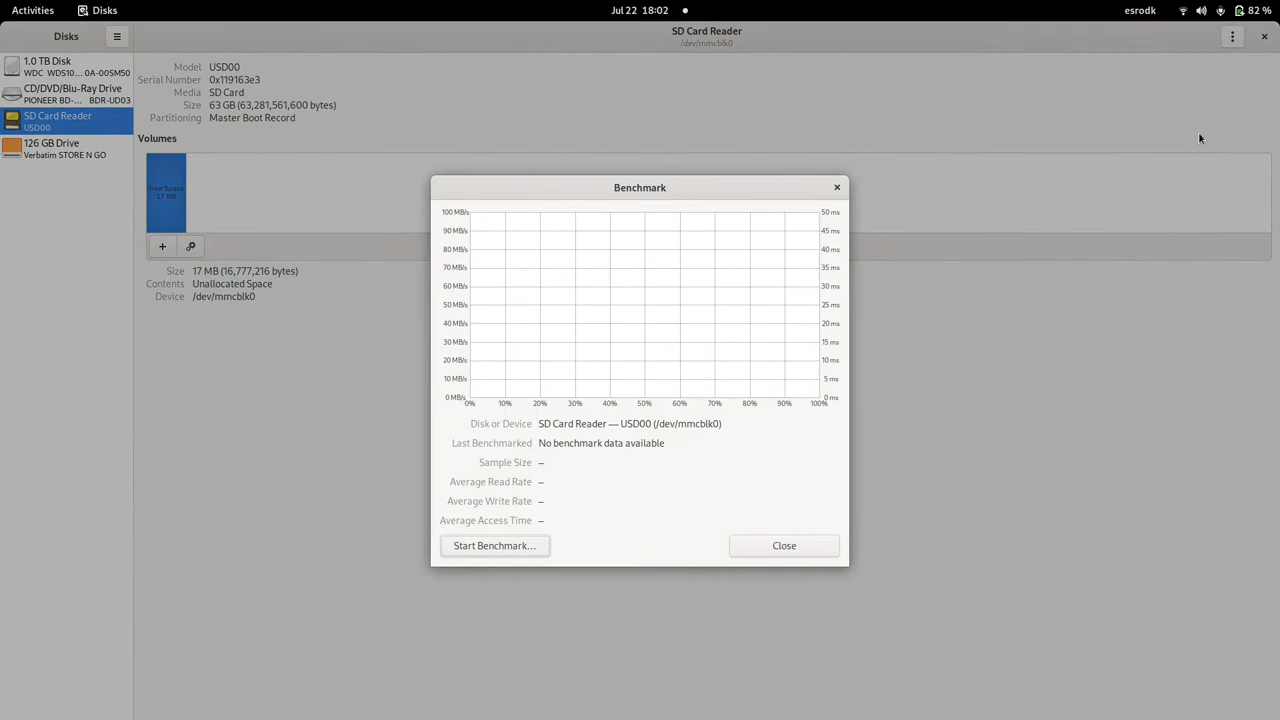 Activities Disks Jul 22 18:02 esrodk 82 %
Disks
SD Card Reader
/dev/mmcblk0
1.0 TB Disk
WDC WDS10... 0A-00SM50
CD/DVD/Blu-Ray Drive
PIONEER BD-... BDR-UD03
SD Card Reader
USD00
126 GB Drive
Verbatim STORE N GO
Model USD00
Serial Number 0x119163e3
Media SD Card
Size 63 GB (63,281,561,600 bytes)
Partitioning Master Boot Record
Volumes
Free Space
17 MB
Size 17 MB (16,777,216 bytes)
Contents Unallocated Space
Device /dev/mmcblk0
Benchmark
100 MB/s 50 ms
90 MB/s 45 ms
80 MB/s 40 ms
70 MB/s 35 ms
60 MB/s 30 ms
50 MB/s 25 ms
40 MB/s 20 ms
30 MB/s 15 ms
20 MB/s 10 ms
10 MB/s 5 ms
0 MB/s 0 ms
0% 10% 20% 30% 40% 50% 60% 70% 80% 90% 100%
Disk or Device SD Card Reader — USD00 (/dev/mmcblk0)
Last Benchmarked No benchmark data available
Sample Size –
Average Read Rate –
Average Write Rate –
Average Access Time –
Start Benchmark... Close